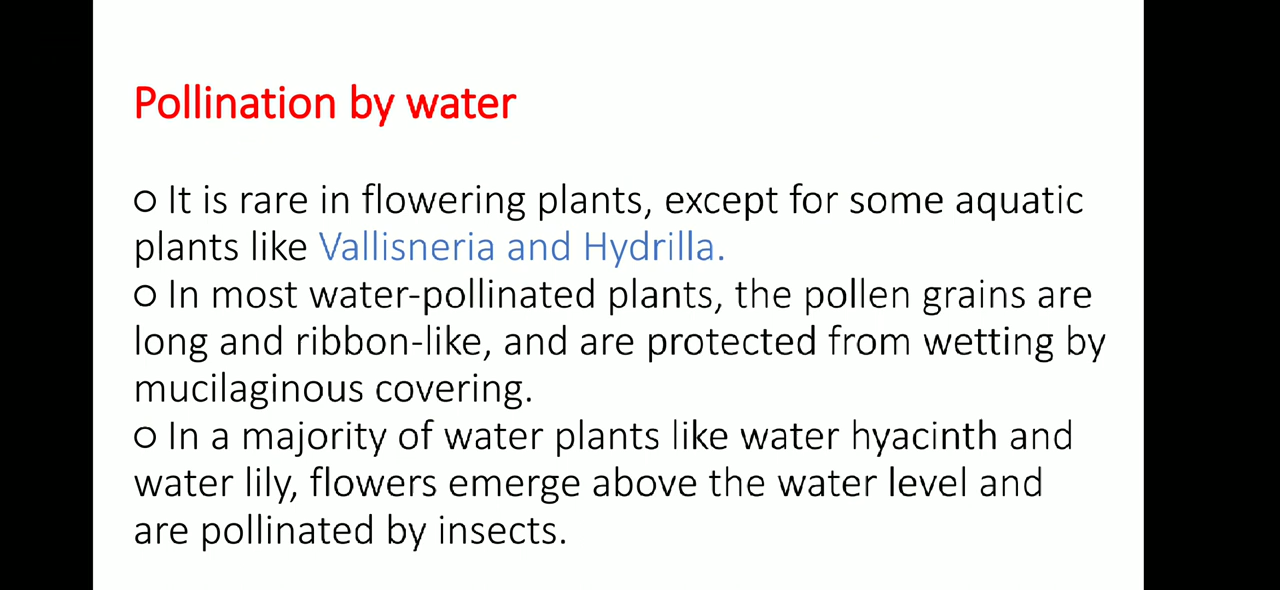 Pollination by water
○ It is rare in flowering plants, except for some aquatic
plants like Vallisneria and Hydrilla.
○ In most water-pollinated plants, the pollen grains are
long and ribbon-like, and are protected from wetting by
mucilaginous covering.
○ In a majority of water plants like water hyacinth and
water lily, flowers emerge above the water level and
are pollinated by insects.